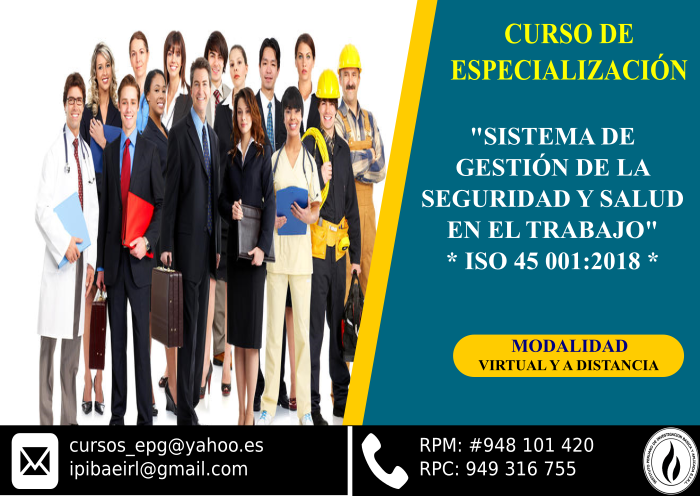 CURSO DE
ESPECIALIZACIÓN
"SISTEMA DE
GESTIÓN DE LA
SEGURIDAD Y SALUD
EN EL TRABAJO"
* ISO 45 001:2018 *
MODALIDAD
VIRTUAL Y A DISTANCIA
cursos_epg@yahoo.es
ipibaeirl@gmail.com
RPM: #948 101 420
RPC: 949 316 755